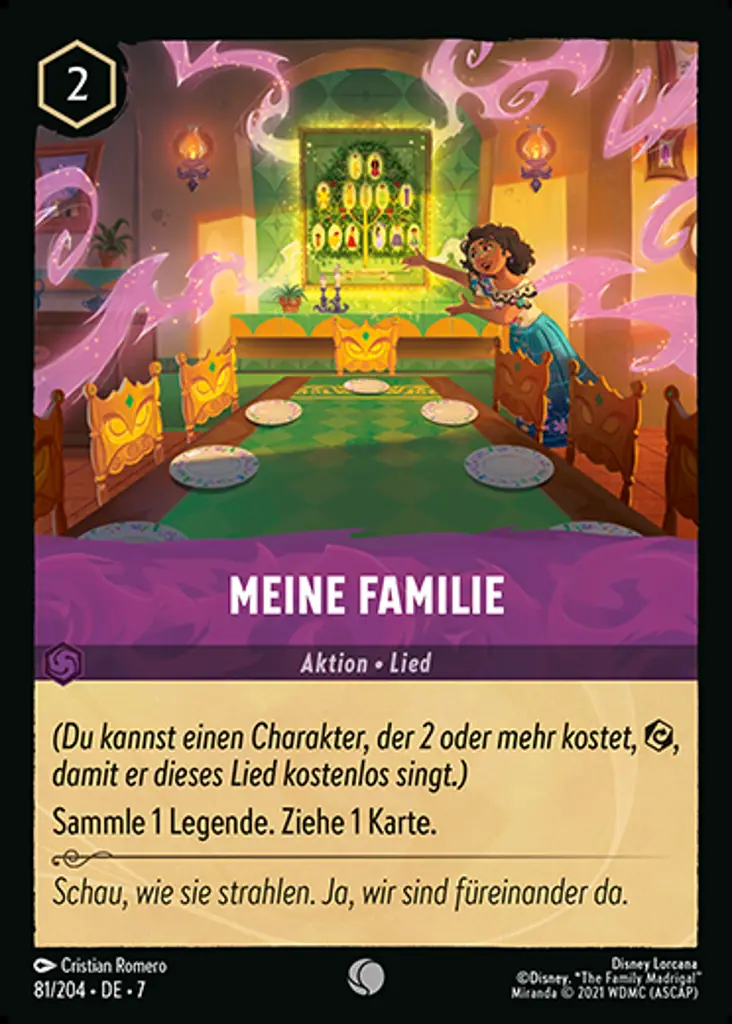 2
MEINE FAMILIE
Aktion • Lied
(Du kannst einen Charakter, der 2 oder mehr kostet, ,
damit er dieses Lied kostenlos singt.)
Sammle 1 Legende. Ziehe 1 Karte.
Schau, wie sie strahlen. Ja, wir sind füreinander da.
Cristian Romero
81/204 • DE • 7
Disney Lorcana
©Disney. "The Family Madrigal"
Miranda © 2021 WDMC (ASCAP)